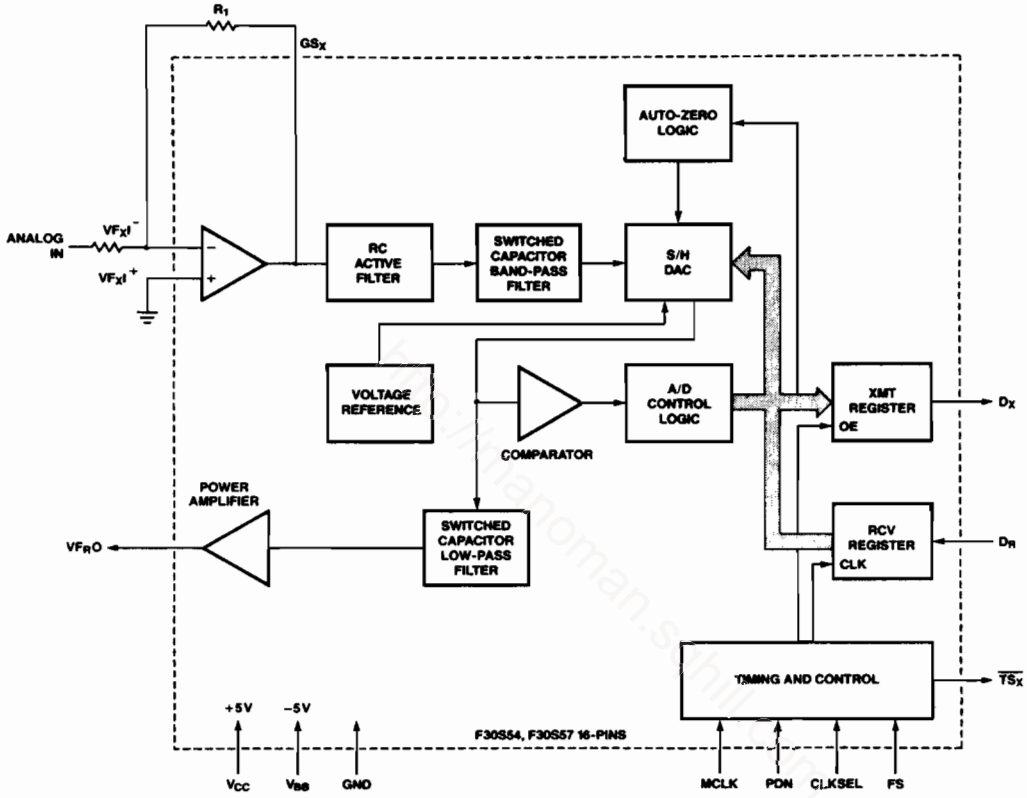 R₁
GSₓ
AUTO-ZERO
LOGIC
ANALOG
IN
VFₓI⁻
VFₓI⁺
−
+
RC
ACTIVE
FILTER
SWITCHED
CAPACITOR
BAND-PASS
FILTER
S/H
DAC
VOLTAGE
REFERENCE
COMPARATOR
A/D
CONTROL
LOGIC
XMT
REGISTER
OE
Dₓ
POWER
AMPLIFIER
VFRO
SWITCHED
CAPACITOR
LOW-PASS
FILTER
RCV
REGISTER
CLK
DR
TIMING AND CONTROL
TSₓ
+5V
−5V
F30S54, F30S57 16-PINS
VCC
VBB
GND
MCLK
PDN
CLKSEL
FS